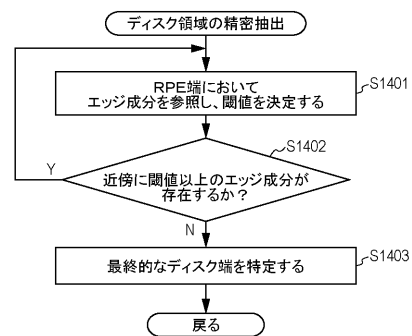 ディスク領域の精密抽出
RPE端において
エッジ成分を参照し、閾値を決定する
S1401
S1402
Y
近傍に閾値以上のエッジ成分が
存在するか？
N
最終的なディスク端を特定する
S1403
戻る